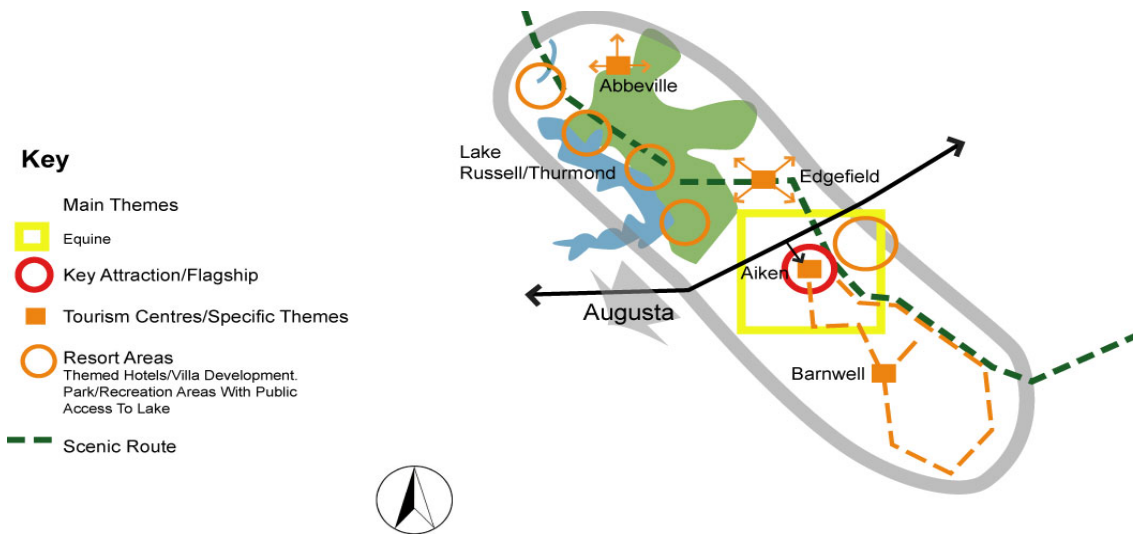 Key
Main Themes
Equine
Key Attraction/Flagship
Tourism Centres/Specific Themes
Resort Areas
Themed Hotels/Villa Development.
Park/Recreation Areas With Public
Access To Lake
Scenic Route
Abbeville
Lake
Russell/Thurmond
Edgefield
Aiken
Augusta
Barnwell